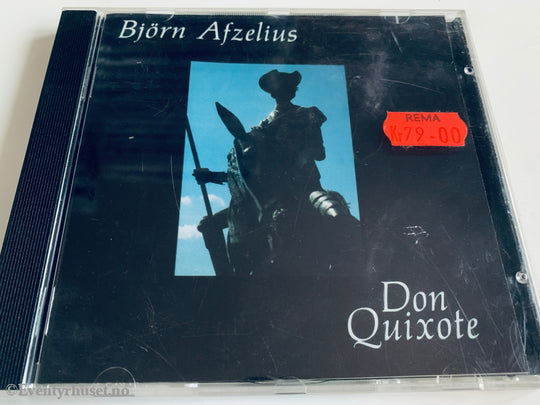 Björn Afzelius
REMA
Kr79-00
Don
Quixote
©Eventyrhuset.no